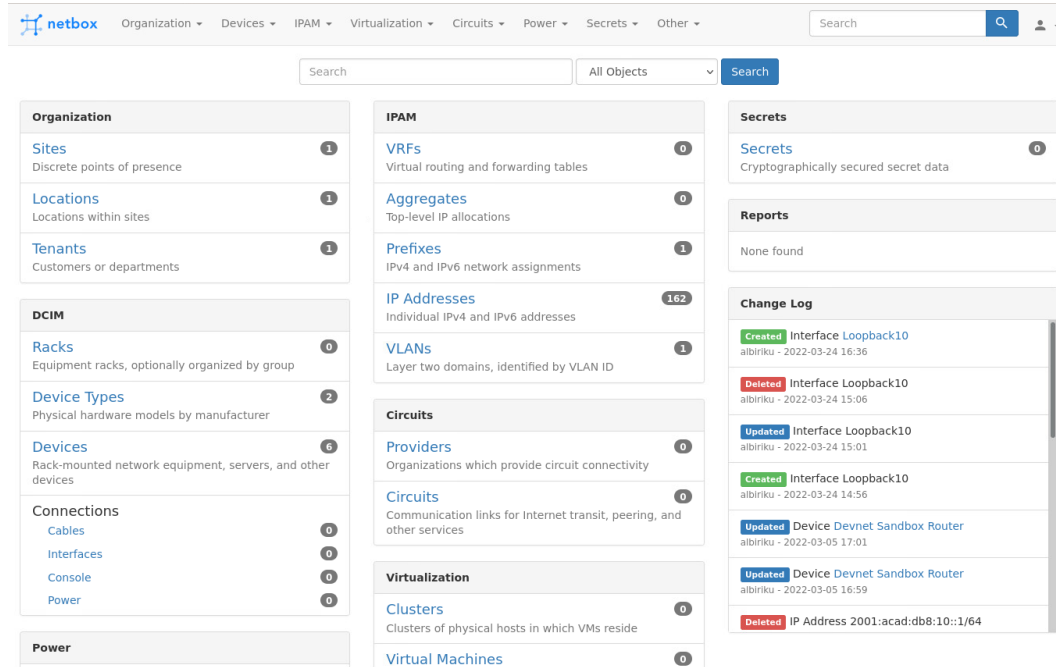 netbox Organization Devices IPAM Virtualization Circuits Power Secrets Other Search
Search All Objects Search
Organization
Sites 1
Discrete points of presence
Locations 1
Locations within sites
Tenants 1
Customers or departments
DCIM
Racks 0
Equipment racks, optionally organized by group
Device Types 2
Physical hardware models by manufacturer
Devices 6
Rack-mounted network equipment, servers, and other
devices
Connections
Cables 0
Interfaces 0
Console 0
Power 0
Power
IPAM
VRFs 0
Virtual routing and forwarding tables
Aggregates 0
Top-level IP allocations
Prefixes 1
IPv4 and IPv6 network assignments
IP Addresses 162
Individual IPv4 and IPv6 addresses
VLANs 1
Layer two domains, identified by VLAN ID
Circuits
Providers 0
Organizations which provide circuit connectivity
Circuits 0
Communication links for Internet transit, peering, and
other services
Virtualization
Clusters 0
Clusters of physical hosts in which VMs reside
Virtual Machines 0
Secrets
Secrets 0
Cryptographically secured secret data
Reports
None found
Change Log
Created Interface Loopback10
albiriku - 2022-03-24 16:36
Deleted Interface Loopback10
albiriku - 2022-03-24 15:06
Updated Interface Loopback10
albiriku - 2022-03-24 15:01
Created Interface Loopback10
albiriku - 2022-03-24 14:56
Updated Device Devnet Sandbox Router
albiriku - 2022-03-05 17:01
Updated Device Devnet Sandbox Router
albiriku - 2022-03-05 16:59
Deleted IP Address 2001:acad:db8:10::1/64